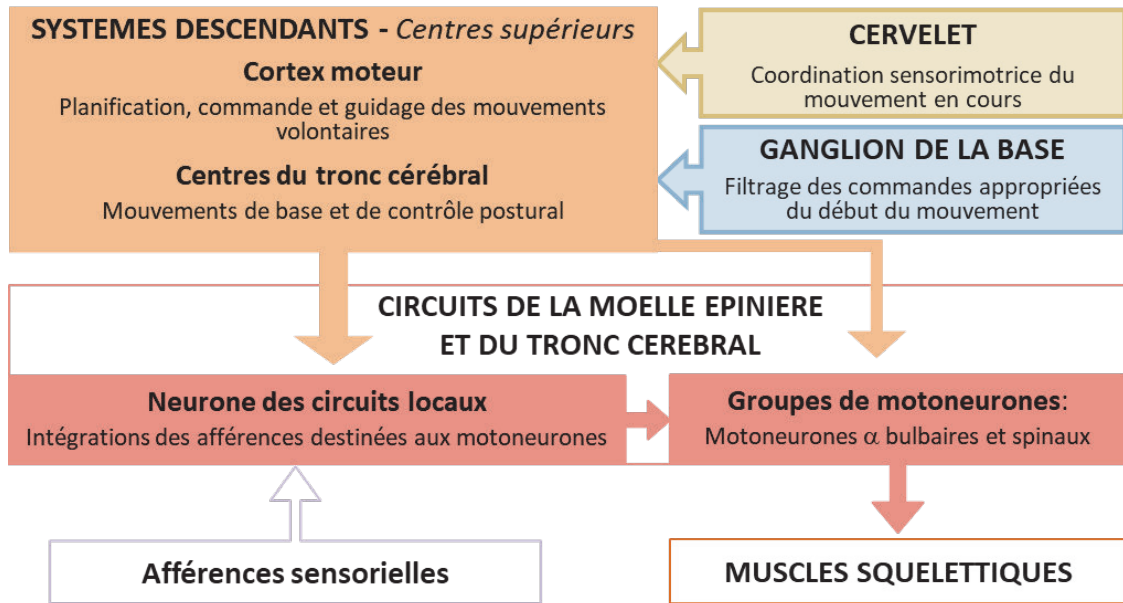 SYSTEMES DESCENDANTS - Centres supérieurs
Cortex moteur
Planification, commande et guidage des mouvements
volontaires
Centres du tronc cérébral
Mouvements de base et de contrôle postural
CERVELET
Coordination sensorimotrice du
mouvement en cours
GANGLION DE LA BASE
Filtrage des commandes appropriées
du début du mouvement
CIRCUITS DE LA MOELLE EPINIERE
ET DU TRONC CEREBRAL
Neurone des circuits locaux
Intégrations des afférences destinées aux motoneurones
Groupes de motoneurones:
Motoneurones α bulbaires et spinaux
Afférences sensorielles
MUSCLES SQUELETTIQUES